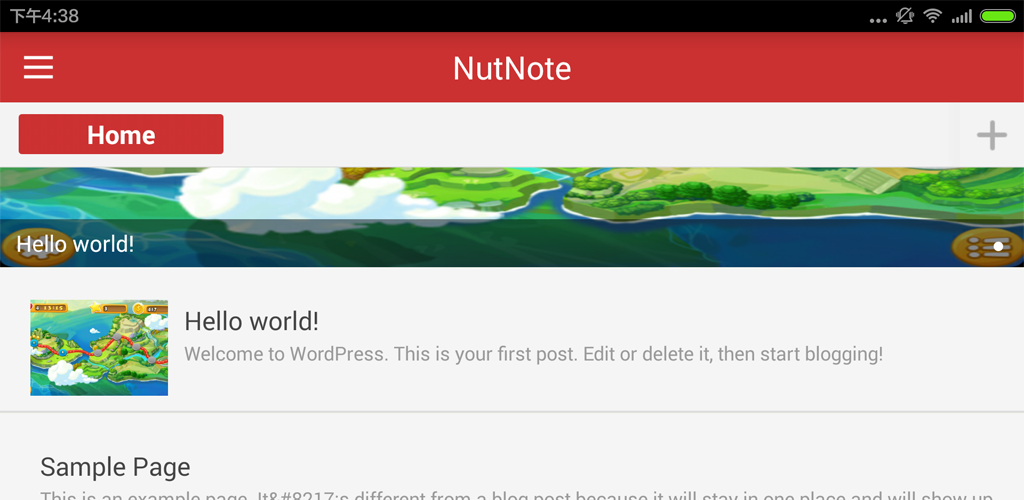 下午4:38
NutNote
Home
Hello world!
Hello world!
Welcome to WordPress. This is your first post. Edit or delete it, then start blogging!
Sample Page
This is an example page. It&#8217;s different from a blog post because it will stay in one place and will show up